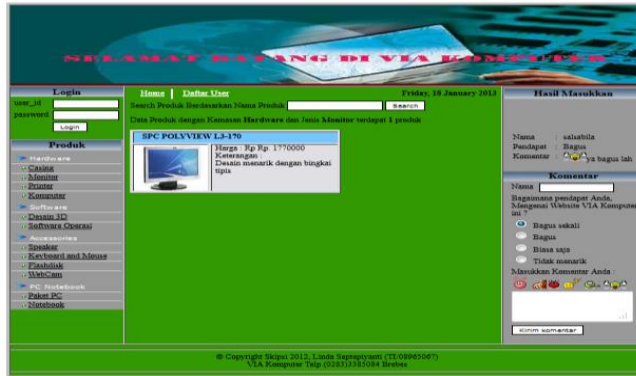 SELAMAT DATANG DI VIA KOMPUTER
Login
user_id
password
Login
Produk
Hardware
Casing
Monitor
Printer
Komputer
Software
Desain 3D
Software Operasi
Accessories
Speaker
Keyboard and Mouse
Flashdisk
WebCam
PC Notebook
Paket PC
Notebook
Home | Daftar User
Friday, 18 January 2013
Search Produk Berdasarkan Nama Produk Search
Data Produk dengan Kemasan Hardware dan Jenis Monitor terdapat 1 produk
SPC POLYVIEW L3-170
Harga : Rp Rp. 1770000
Keterangan :
Desain menarik dengan bingkai
tipis
Hasil Masukkan
Nama : salsabila
Pendapat : Bagus
Komentar : ya bagus lah
Komentar
Nama
Bagaimana pendapat Anda,
Mengenai Website VIA Komputer
ini ?
Bagus sekali
Bagus
Biasa saja
Tidak menarik
Masukkan Komentar Anda :
Kirim komentar
© Copyright Skipsi 2012, Linda Septapiyanti (TI/08965067)
VIA Komputer Telp.(0283)3385084 Brebes